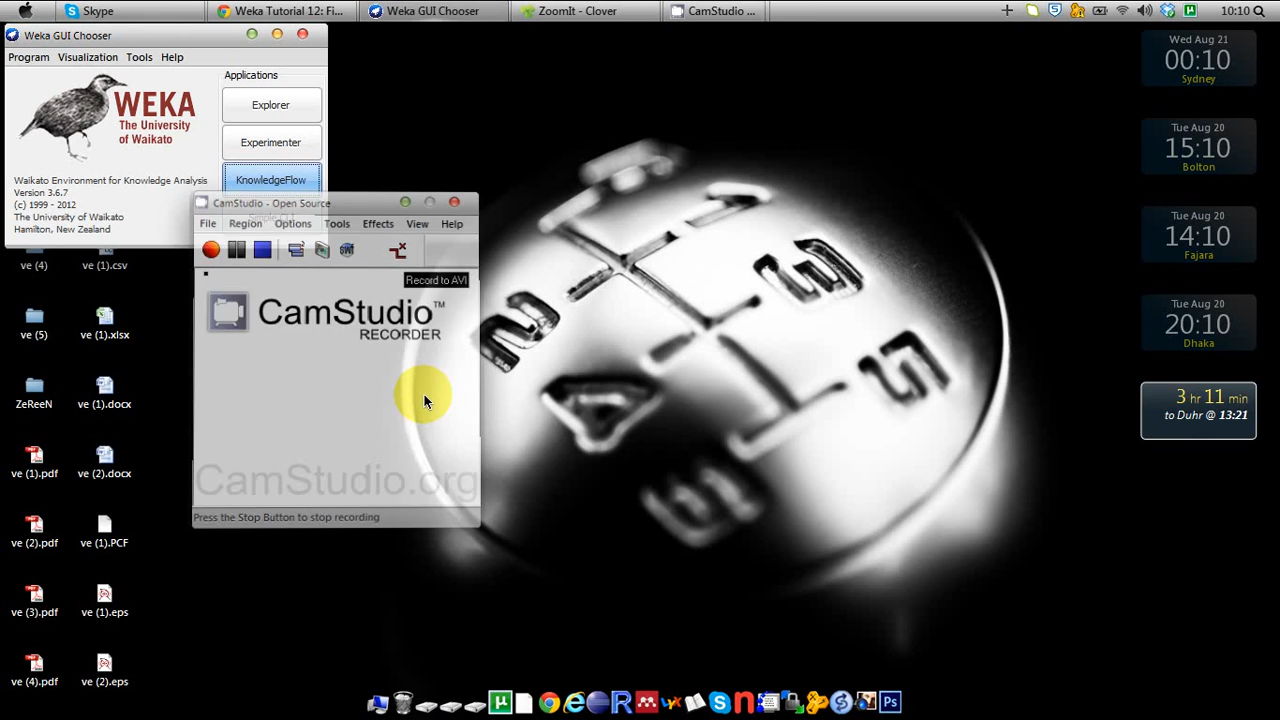 Skype
Weka Tutorial 12: Fi...
Weka GUI Chooser
ZoomIt - Clover
CamStudio ...
10:10
Weka GUI Chooser
Program
Visualization
Tools
Help
WEKA
The University
of Waikato
Waikato Environment for Knowledge Analysis
Version 3.6.7
(c) 1999 - 2012
The University of Waikato
Hamilton, New Zealand
Applications
Explorer
Experimenter
KnowledgeFlow
CamStudio - Open Source
File
Region
Options
Tools
Effects
View
Help
Record to AVI
CamStudio™
RECORDER
CamStudio.org
Press the Stop Button to stop recording
ve (4)
ve (1).csv
ve (5)
ve (1).xlsx
ZeReeN
ve (1).docx
ve (1).pdf
ve (2).docx
ve (2).pdf
ve (1).PCF
ve (3).pdf
ve (1).eps
ve (4).pdf
ve (2).eps
1
2
3
4
5
6
Wed Aug 21
00:10
Sydney
Tue Aug 20
15:10
Bolton
Tue Aug 20
14:10
Fajara
Tue Aug 20
20:10
Dhaka
3 hr 11 min
to Duhr @ 13:21
Ps